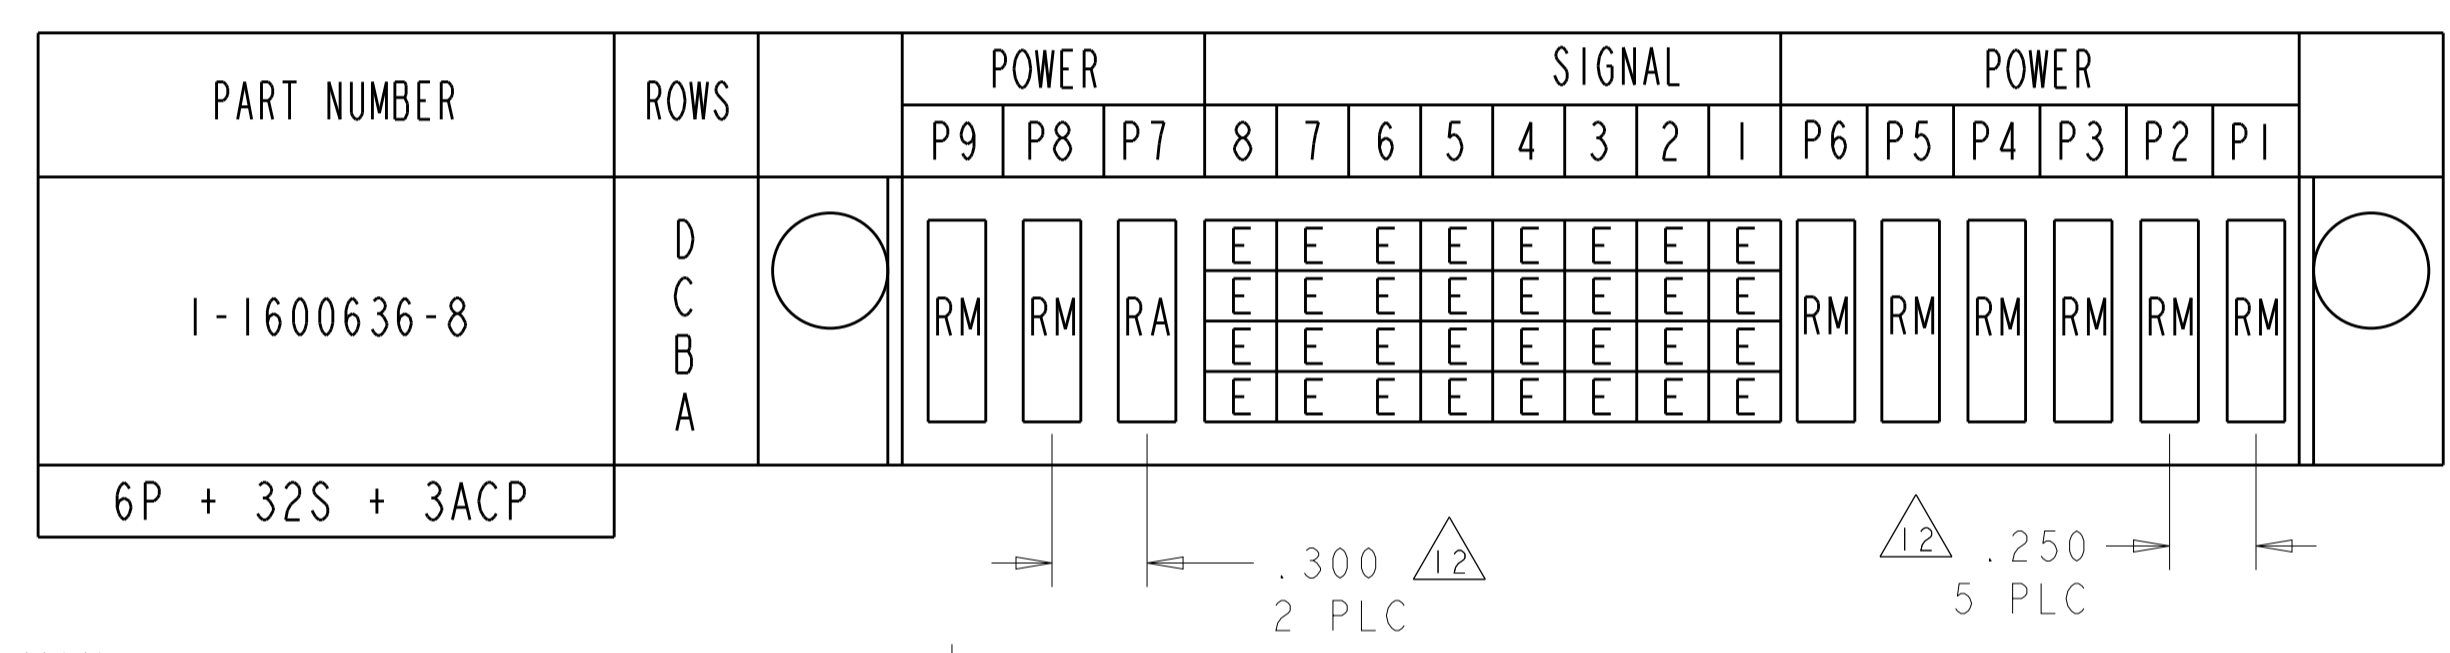 PART NUMBER ROWS POWER SIGNAL POWER
P9 P8 P7 8 7 6 5 4 3 2 1 P6 P5 P4 P3 P2 P1
D E E E E E E E E
C E E E E E E E E
1-1600636-8 RM RM RA RM RM RM RM RM RM
B E E E E E E E E
A E E E E E E E E
6P + 32S + 3ACP
.300 12
2 PLC
12 .250
5 PLC